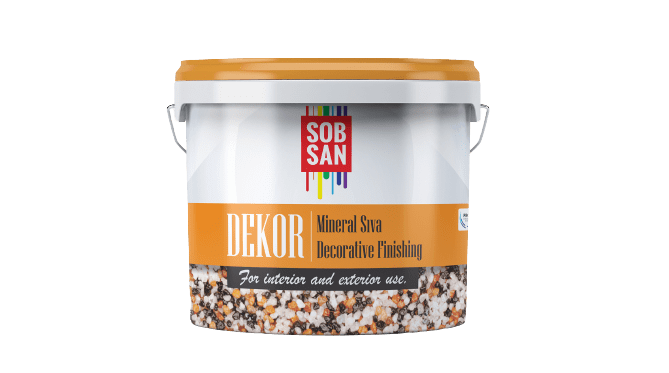 SOB
SAN
DEKOR
Mineral Sıva
Decorative Finishing
For interior and exterior use.